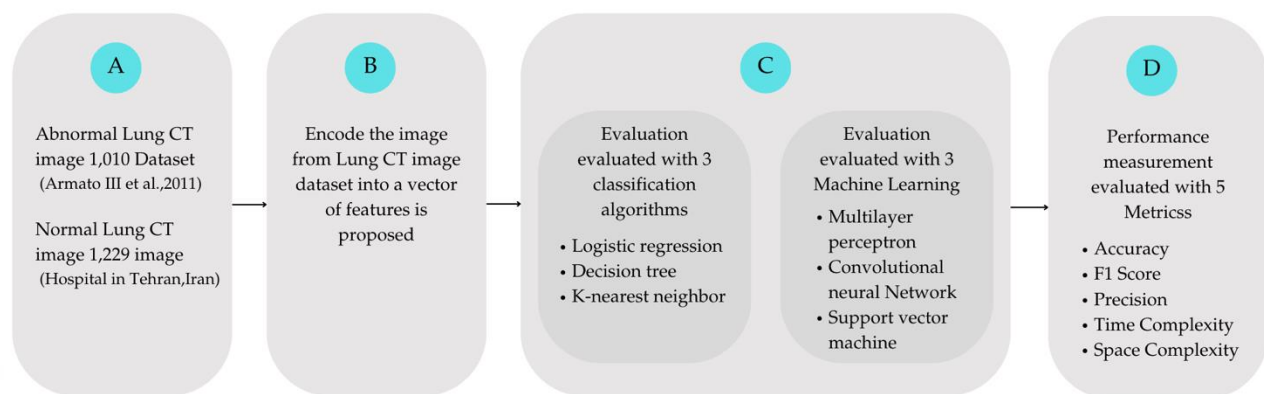 A
Abnormal Lung CT
image 1,010 Dataset
(Armato III et al.,2011)
Normal Lung CT
image 1,229 image
(Hospital in Tehran,Iran)
B
Encode the image
from Lung CT image
dataset into a vector
of features is
proposed
C
Evaluation
evaluated with 3
classification
algorithms
• Logistic regression
• Decision tree
• K-nearest neighbor
Evaluation
evaluated with 3
Machine Learning
• Multilayer
perceptron
• Convolutional
neural Network
• Support vector
machine
D
Performance
measurement
evaluated with 5
Metricss
• Accuracy
• F1 Score
• Precision
• Time Complexity
• Space Complexity